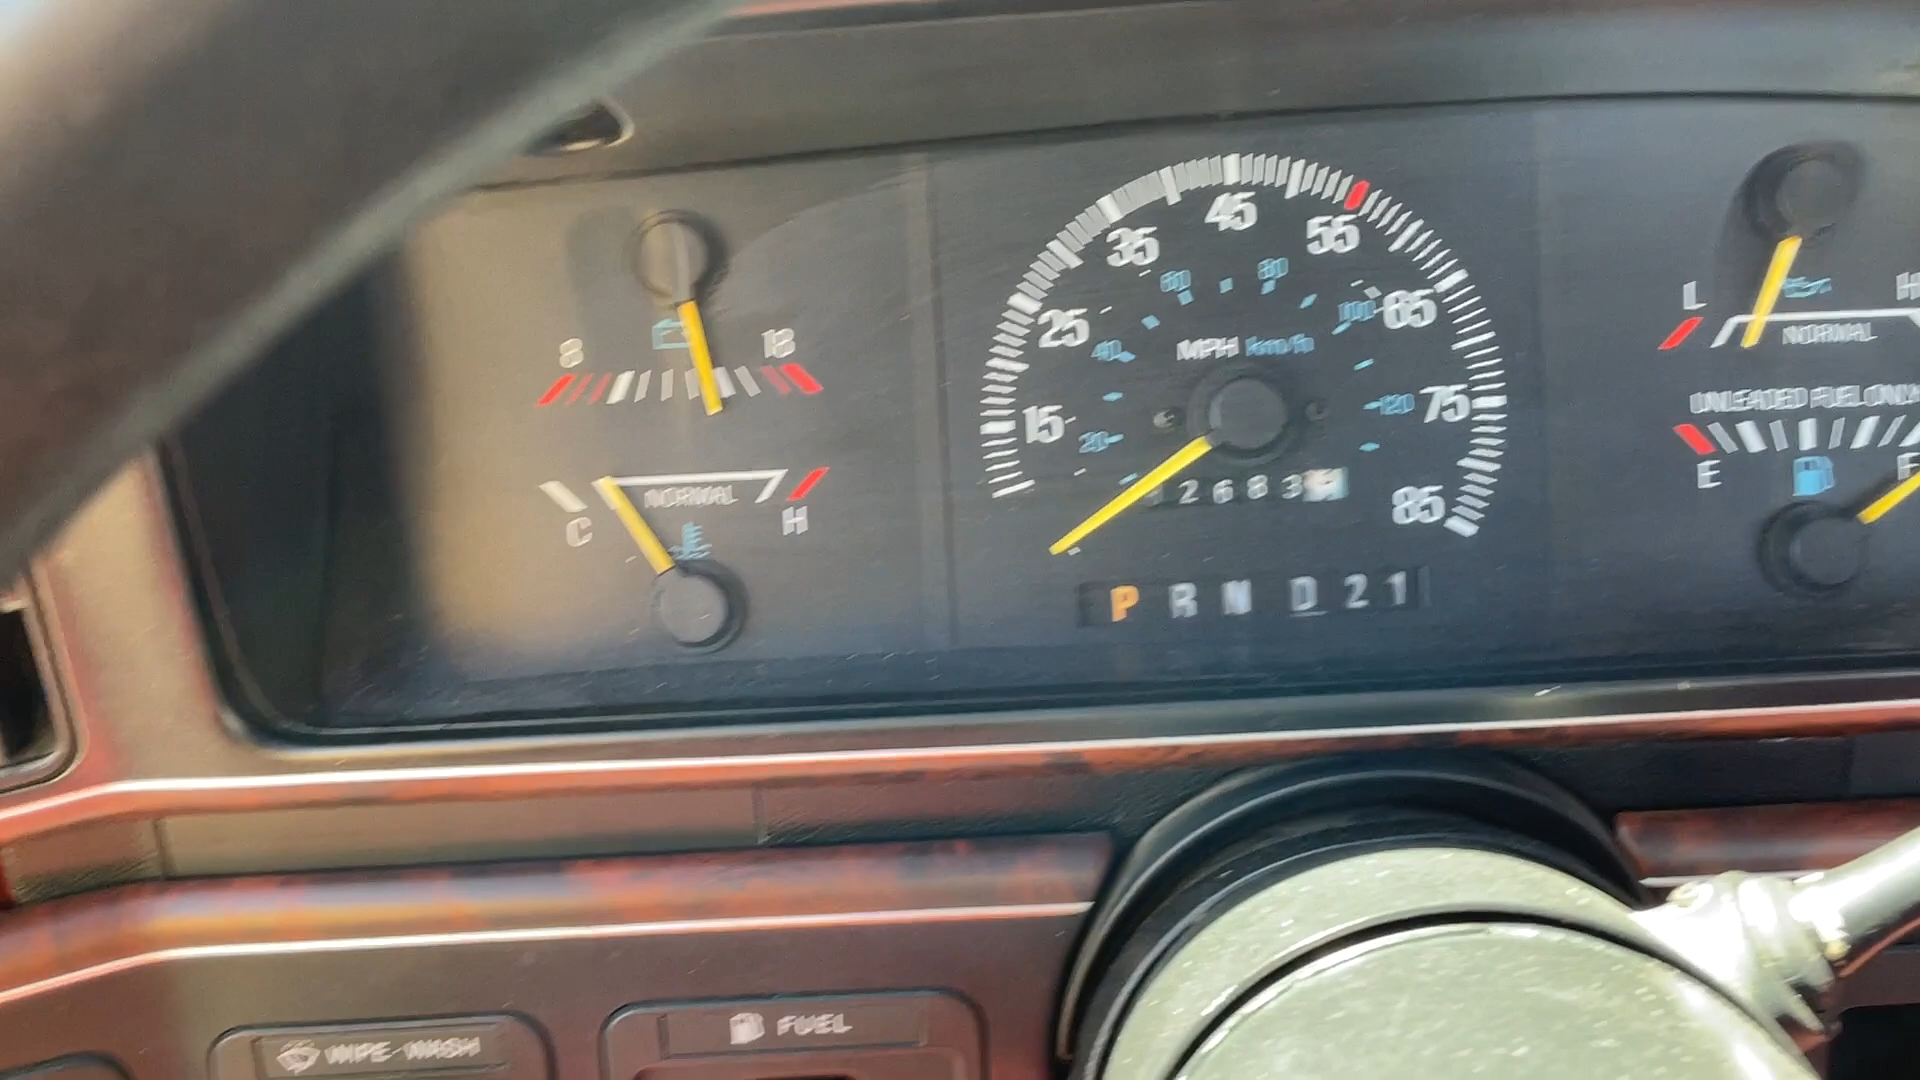 8 18
C NORMAL H
15 25 35 45 55 65 75 85
20 40 60 80 100 120
MPH km/h
2683
P R N D 2 1
L NORMAL H
UNLEADED FUEL ONLY
E F
WIPE-WASH
FUEL